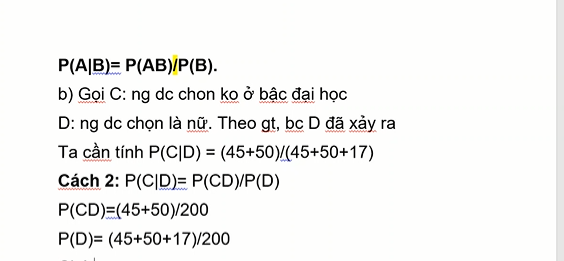 P(A|B)= P(AB)/P(B).
b) Gọi C: ng dc chon ko ở bậc đại học
D: ng dc chọn là nữ. Theo gt, bc D đã xảy ra
Ta cần tính P(C|D) = (45+50)/(45+50+17)
Cách 2: P(C|D)= P(CD)/P(D)
P(CD)=(45+50)/200
P(D)= (45+50+17)/200